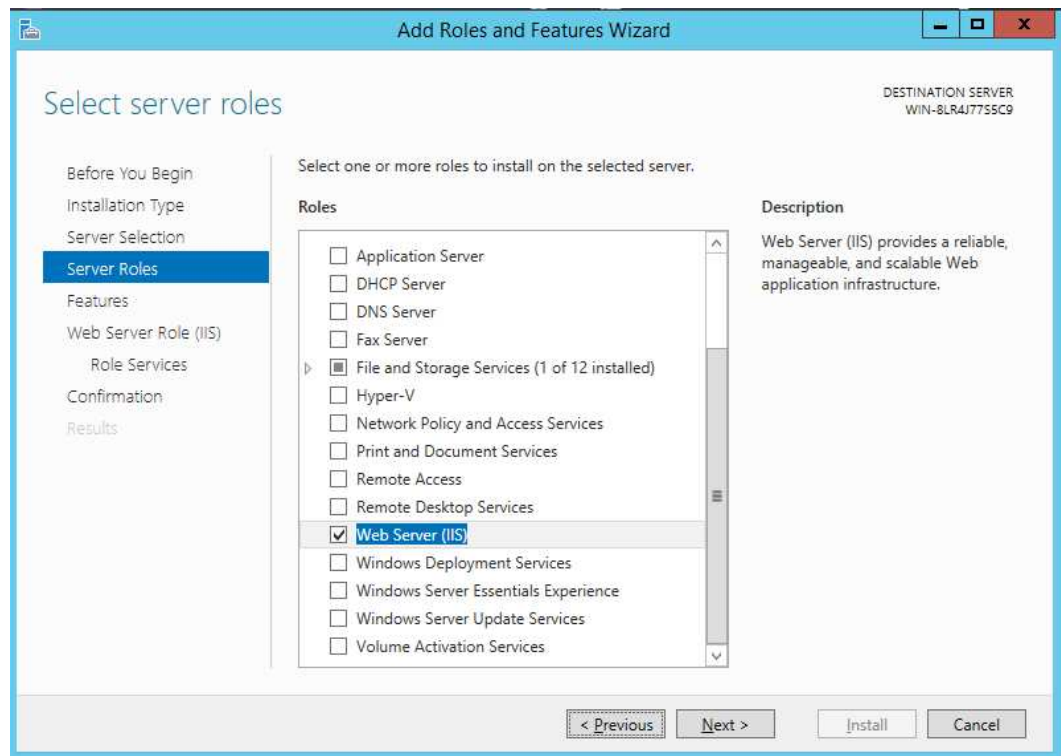 Add Roles and Features Wizard
Select server roles
DESTINATION SERVER
WIN-8LR4J77S5C9
Before You Begin
Installation Type
Server Selection
Server Roles
Features
Web Server Role (IIS)
Role Services
Confirmation
Results
Select one or more roles to install on the selected server.
Roles
Application Server
DHCP Server
DNS Server
Fax Server
File and Storage Services (1 of 12 installed)
Hyper-V
Network Policy and Access Services
Print and Document Services
Remote Access
Remote Desktop Services
Web Server (IIS)
Windows Deployment Services
Windows Server Essentials Experience
Windows Server Update Services
Volume Activation Services
Description
Web Server (IIS) provides a reliable,
manageable, and scalable Web
application infrastructure.
< Previous
Next >
Install
Cancel